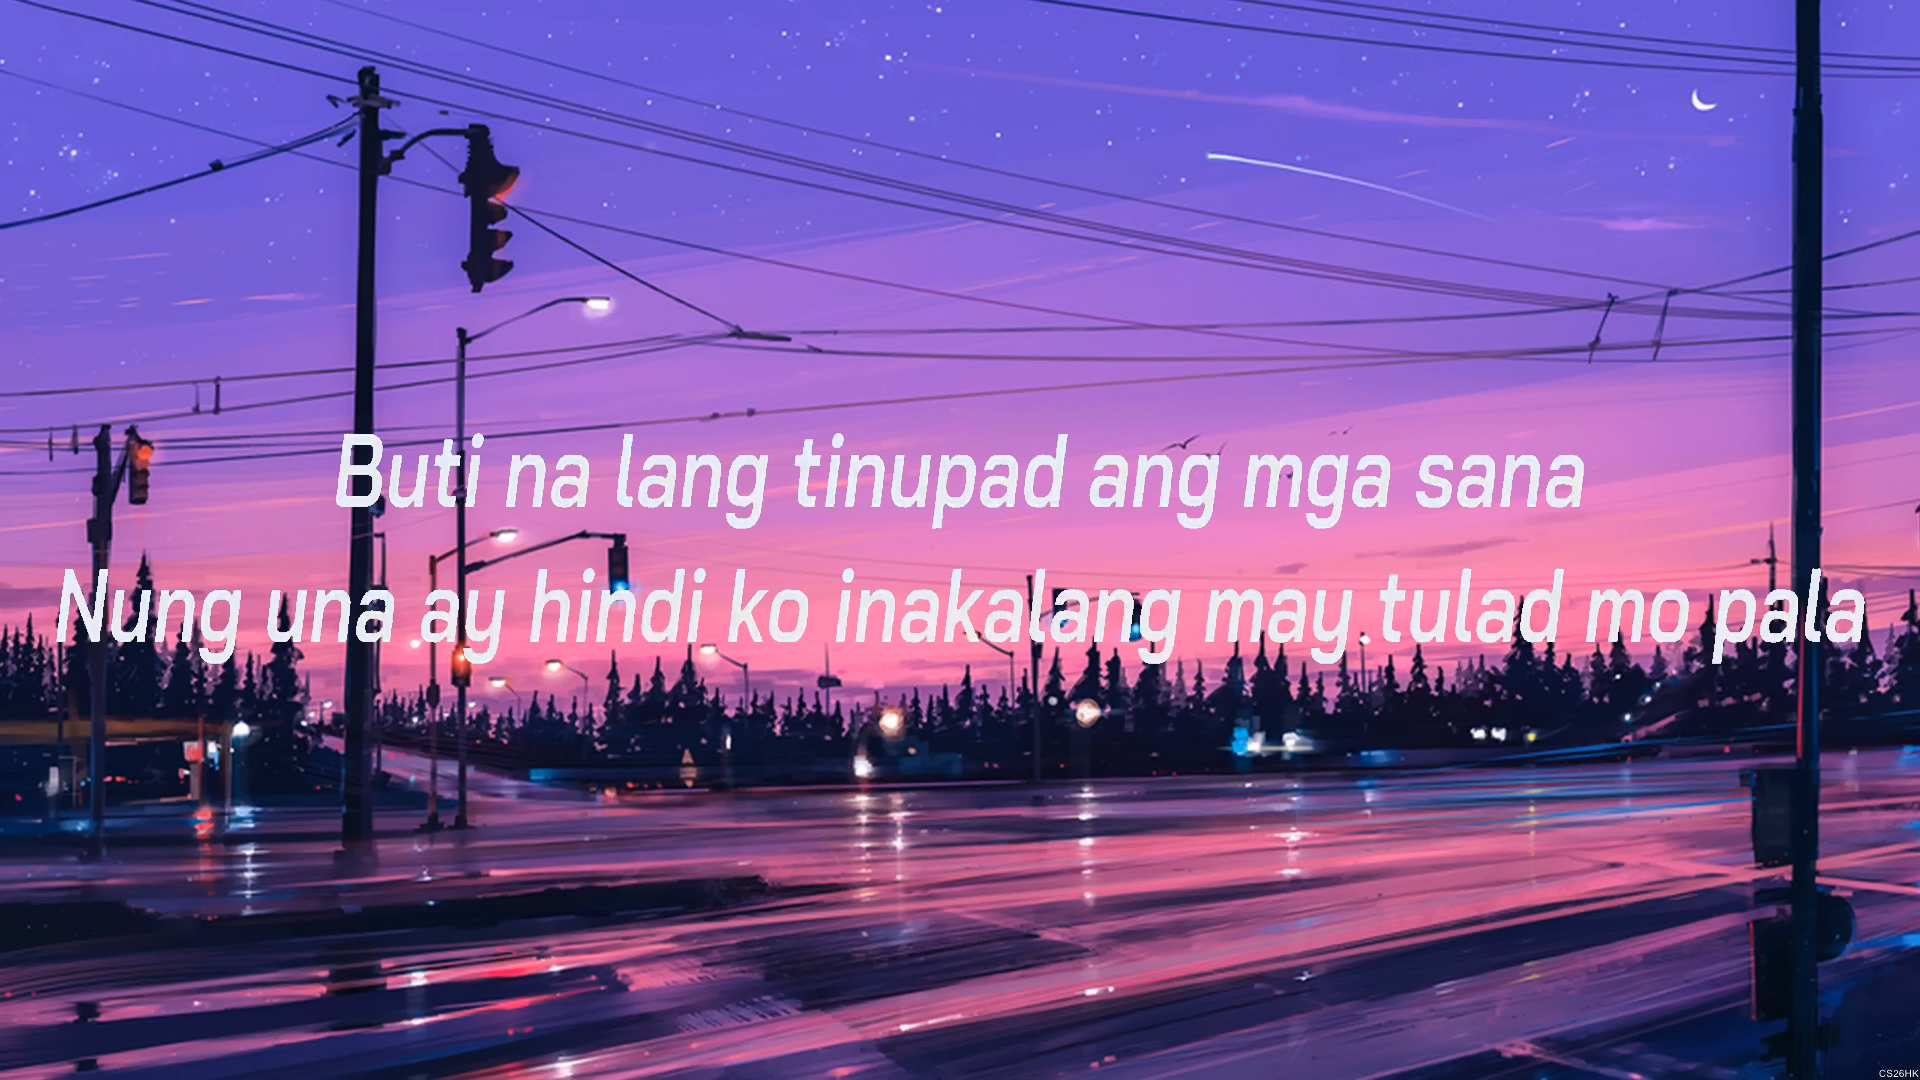 Buti na lang tinupad ang mga sana
Nung una ay hindi ko inakalang may tulad mo pala
CS26HK